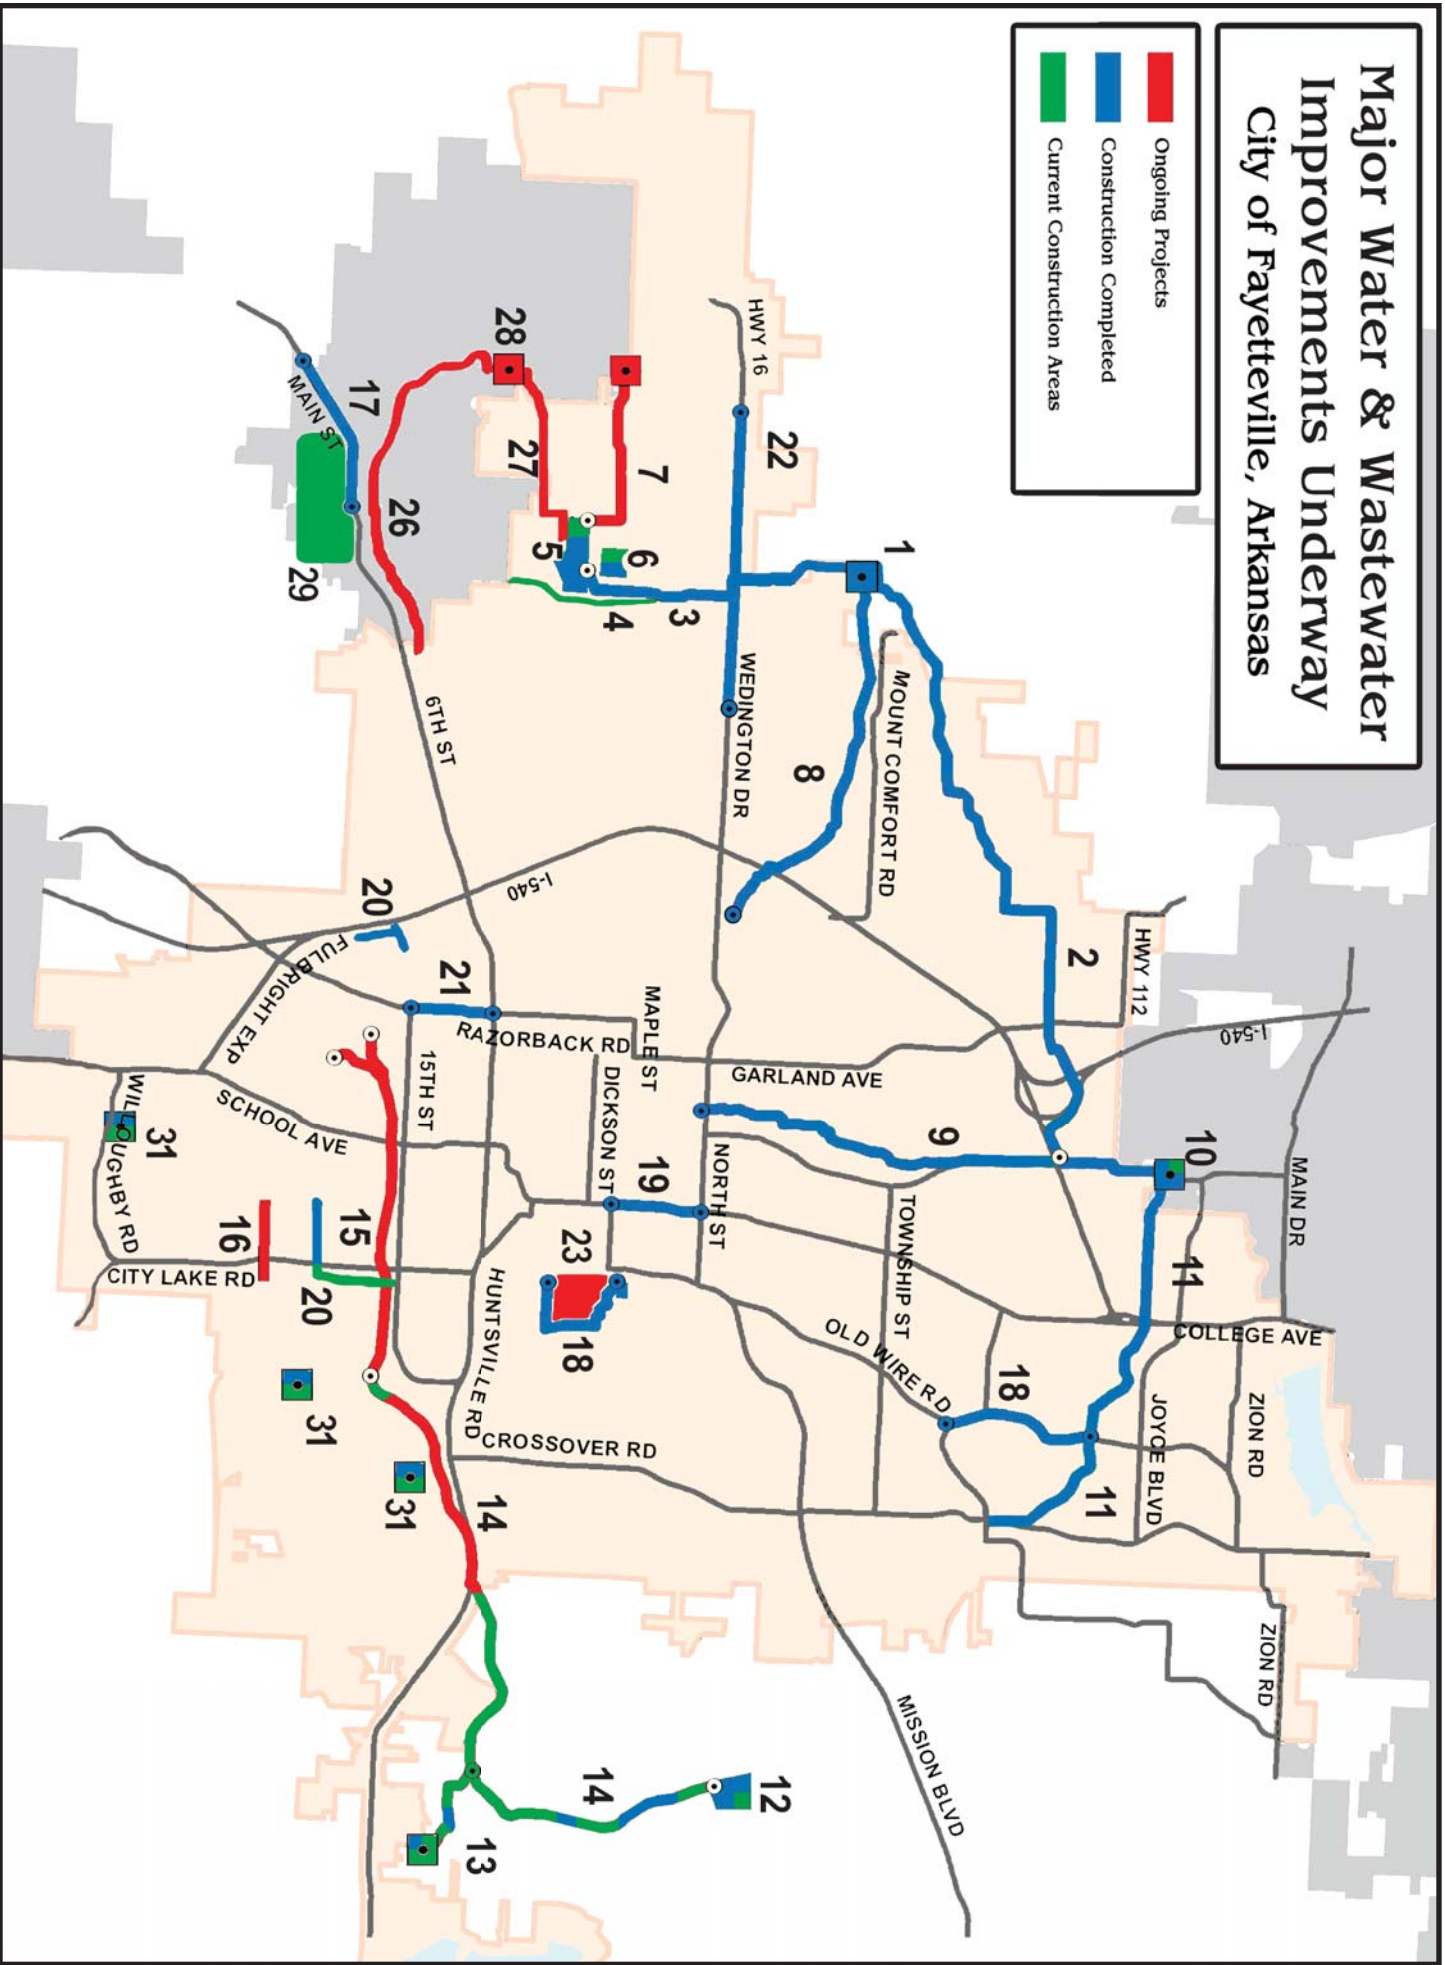 Major Water & Wastewater
Improvements Underway
City of Fayetteville, Arkansas
Ongoing Projects
Construction Completed
Current Construction Areas
MAIN DR
I-540
HWY 112
10
11
COLLEGE AVE
ZION RD
JOYCE BLVD
ZION RD
2
9
11
18
1
MOUNT COMFORT RD
TOWNSHIP ST
OLD WIRE RD
MISSION BLVD
8
GARLAND AVE
HWY 16
22
WEDINGTON DR
NORTH ST
12
7
6
3
4
MAPLE ST
19
DICKSON ST
RAZORBACK RD
CROSSOVER RD
23
18
14
28
27
5
I-540
HUNTSVILLE RD
14
13
6TH ST
21
15TH ST
26
17
MAIN ST
20
31
29
FULBRIGHT EXP
SCHOOL AVE
15
20
31
16
31
WILLOUGHBY RD
CITY LAKE RD